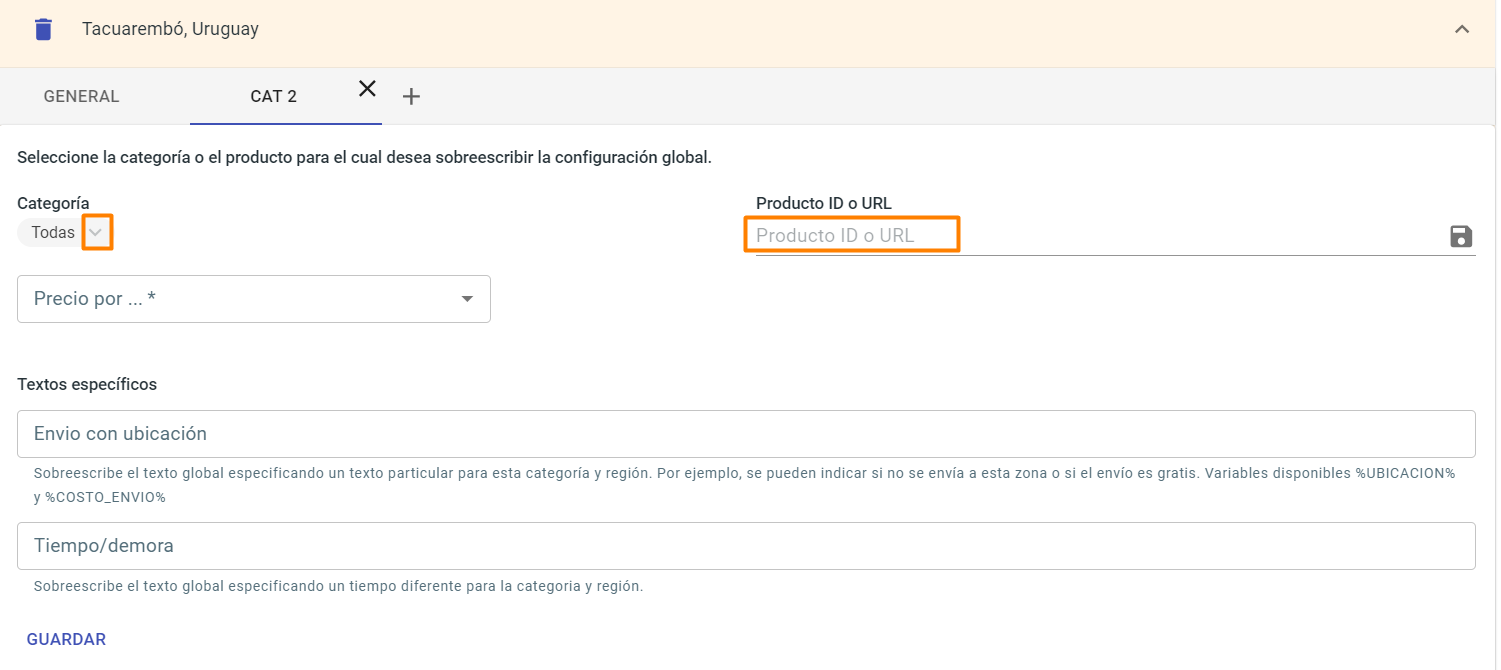 Tacuarembó, Uruguay
GENERAL
CAT 2
Seleccione la categoría o el producto para el cual desea sobreescribir la configuración global.
Categoría
Todas
Producto ID o URL
Producto ID o URL
Precio por ... *
Textos específicos
Envio con ubicación
Sobreescribe el texto global especificando un texto particular para esta categoría y región. Por ejemplo, se pueden indicar si no se envía a esta zona o si el envío es gratis. Variables disponibles %UBICACION%
y %COSTO_ENVIO%
Tiempo/demora
Sobreescribe el texto global especificando un tiempo diferente para la categoria y región.
GUARDAR